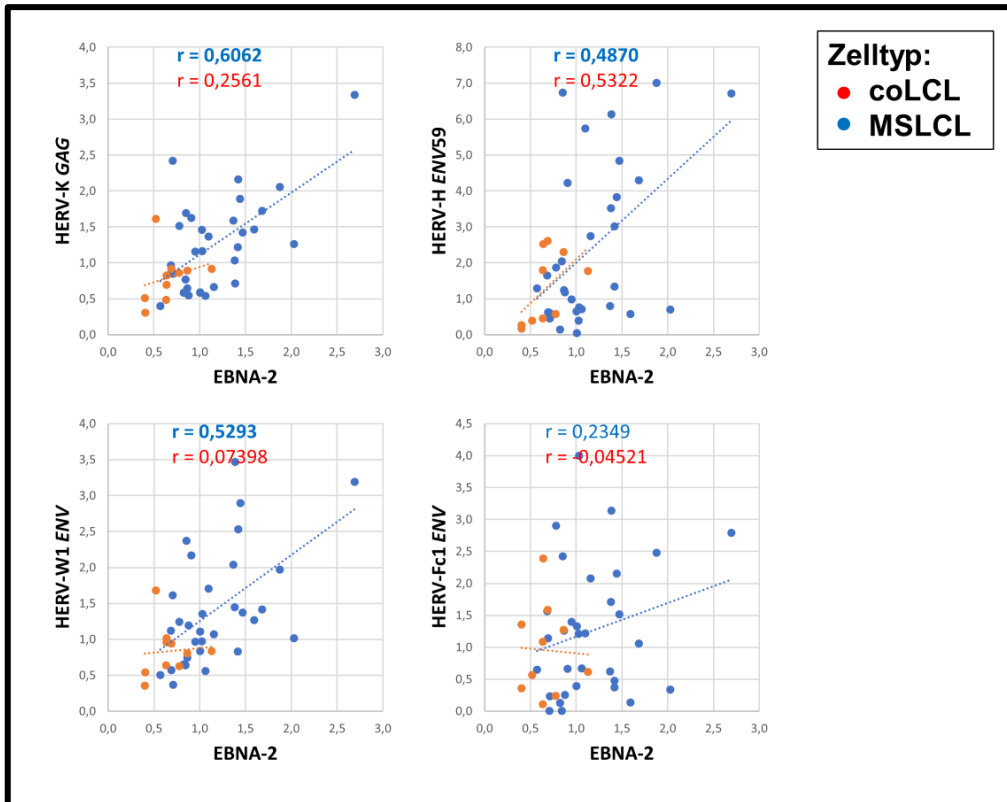 r = 0,6062
r = 0,2561
4,0
3,5
3,0
2,5
2,0
1,5
1,0
0,5
0,0
HERV-K GAG
0,0 0,5 1,0 1,5 2,0 2,5 3,0
EBNA-2
r = 0,4870
r = 0,5322
8,0
7,0
6,0
5,0
4,0
3,0
2,0
1,0
0,0
HERV-H ENV59
0,0 0,5 1,0 1,5 2,0 2,5 3,0
EBNA-2
Zelltyp:
coLCL
MSLCL
r = 0,5293
r = 0,07398
4,0
3,5
3,0
2,5
2,0
1,5
1,0
0,5
0,0
HERV-W1 ENV
0,0 0,5 1,0 1,5 2,0 2,5 3,0
EBNA-2
r = 0,2349
r = -0,04521
4,5
4,0
3,5
3,0
2,5
2,0
1,5
1,0
0,5
0,0
HERV-Fc1 ENV
0,0 0,5 1,0 1,5 2,0 2,5 3,0
EBNA-2